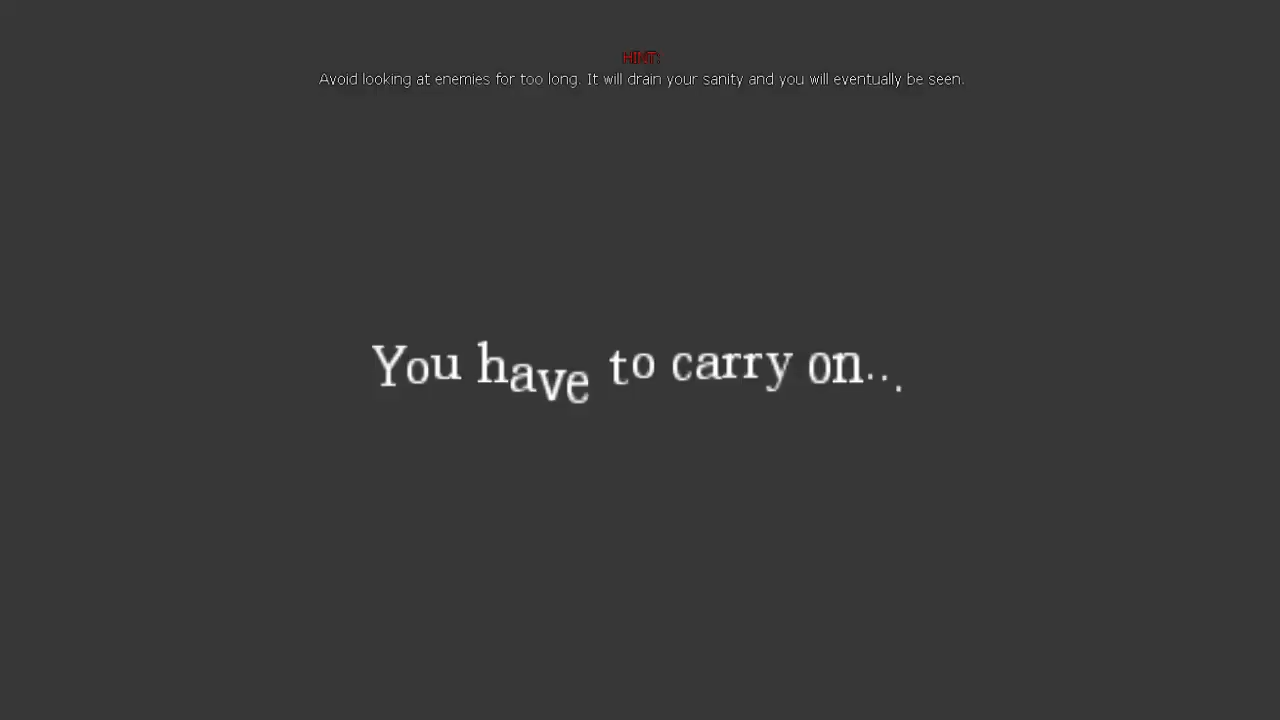 HINT:
Avoid looking at enemies for too long. It will drain your sanity and you will eventually be seen.
You have to carry on...